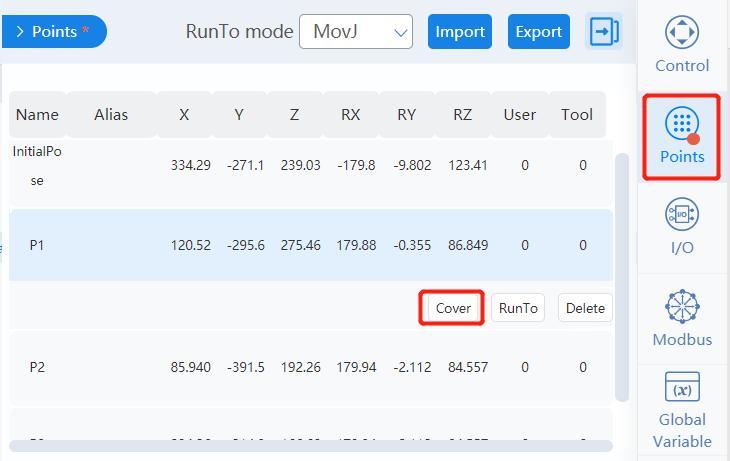 Points *
RunTo mode
MovJ
Import
Export
Name Alias X Y Z RX RY RZ User Tool
InitialPo
se
334.29 -271.1 239.03 -179.8 -9.802 123.41 0 0
P1 120.52 -295.6 275.46 179.88 -0.355 86.849 0 0
Cover RunTo Delete
P2 85.940 -391.5 192.26 179.94 -2.112 84.557 0 0
Control
Points
I/O
I/O
Modbus
(x)
Global
Variable